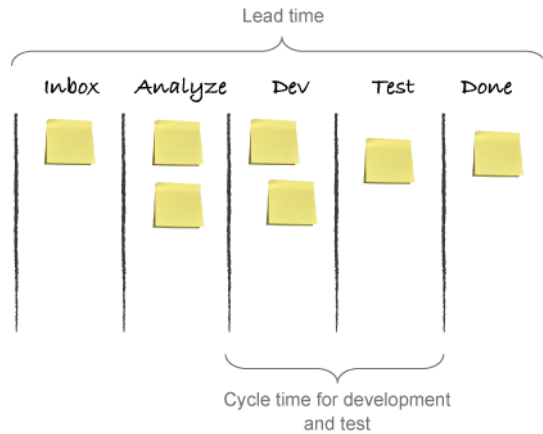 Lead time
Inbox Analyze Dev Test Done
Cycle time for development
and test